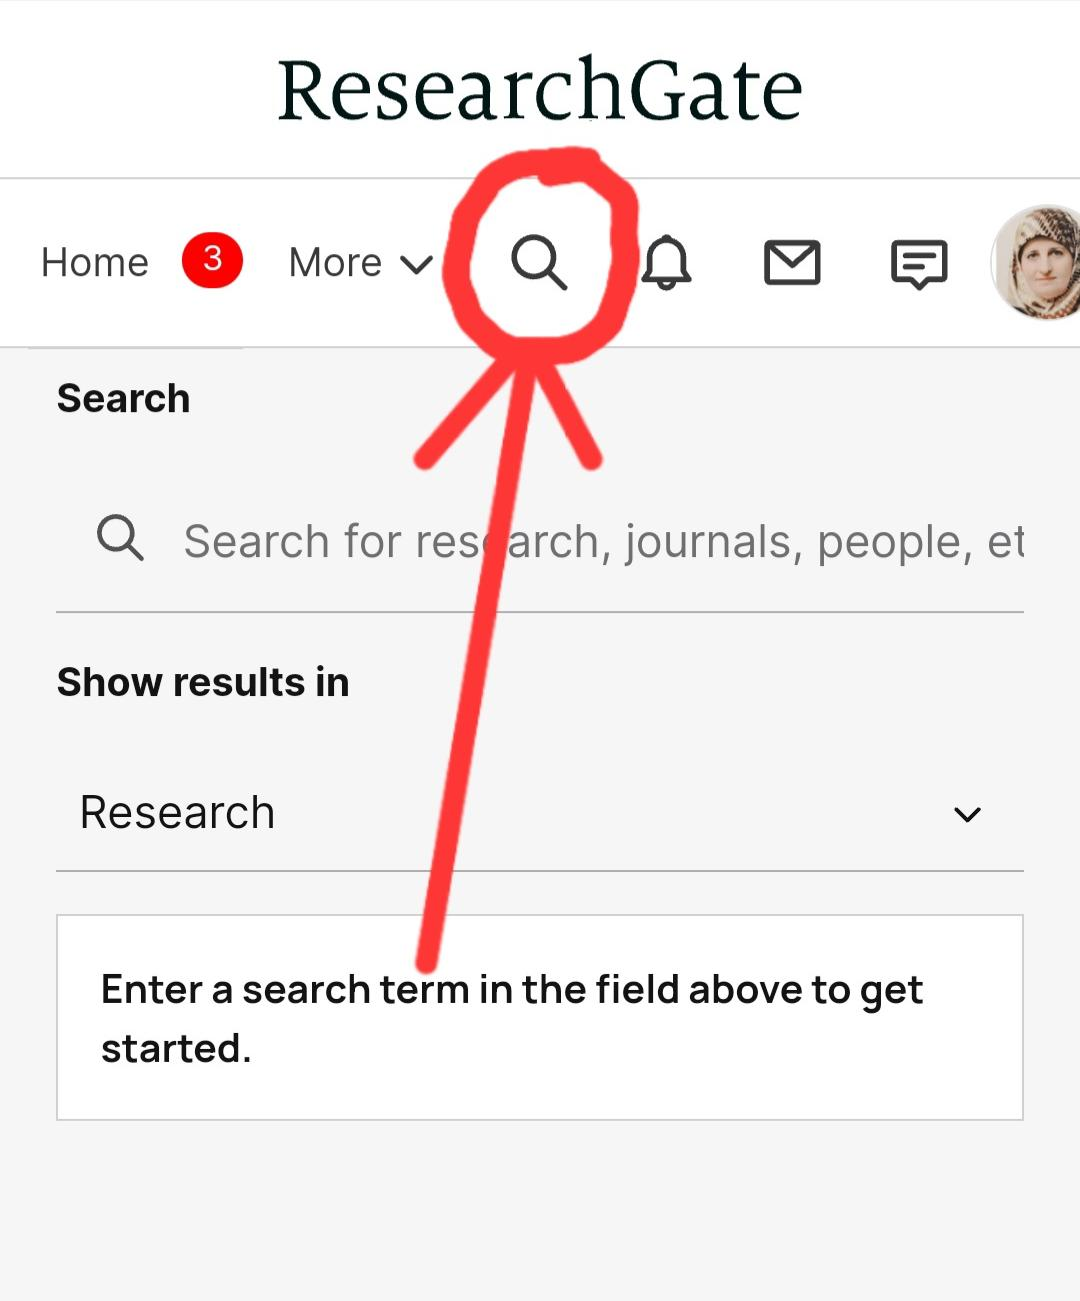 ResearchGate
Home 3 More
Search
Search for research, journals, people, et
Show results in
Research
Enter a search term in the field above to get
started.